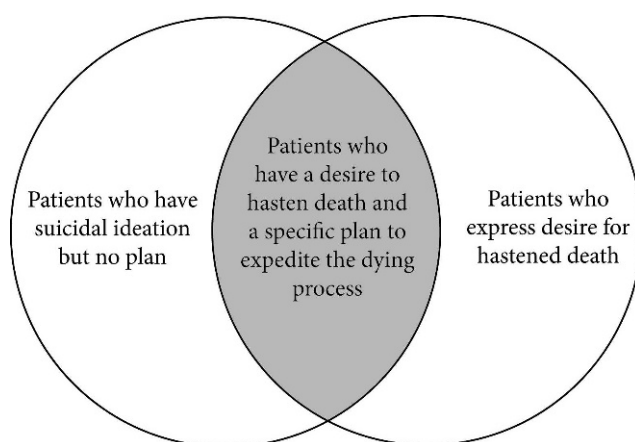 Patients who have
suicidal ideation
but no plan
Patients who
have a desire to
hasten death and
a specific plan to
expedite the dying
process
Patients who
express desire for
hastened death